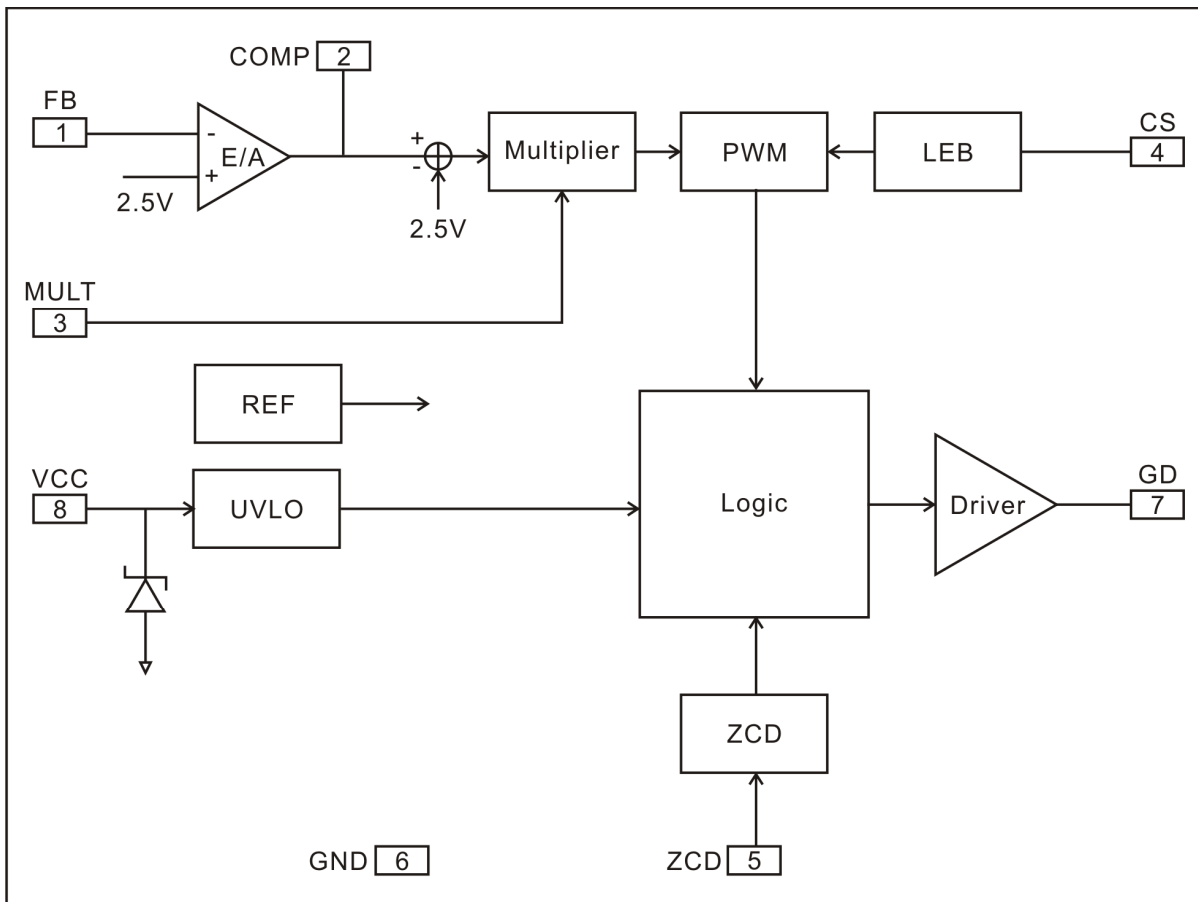 COMP 2
FB
1
-
E/A
+
2.5V
+
-
2.5V
Multiplier
PWM
LEB
CS
4
MULT
3
REF
VCC
8
UVLO
Logic
Driver
GD
7
ZCD
GND 6
ZCD 5